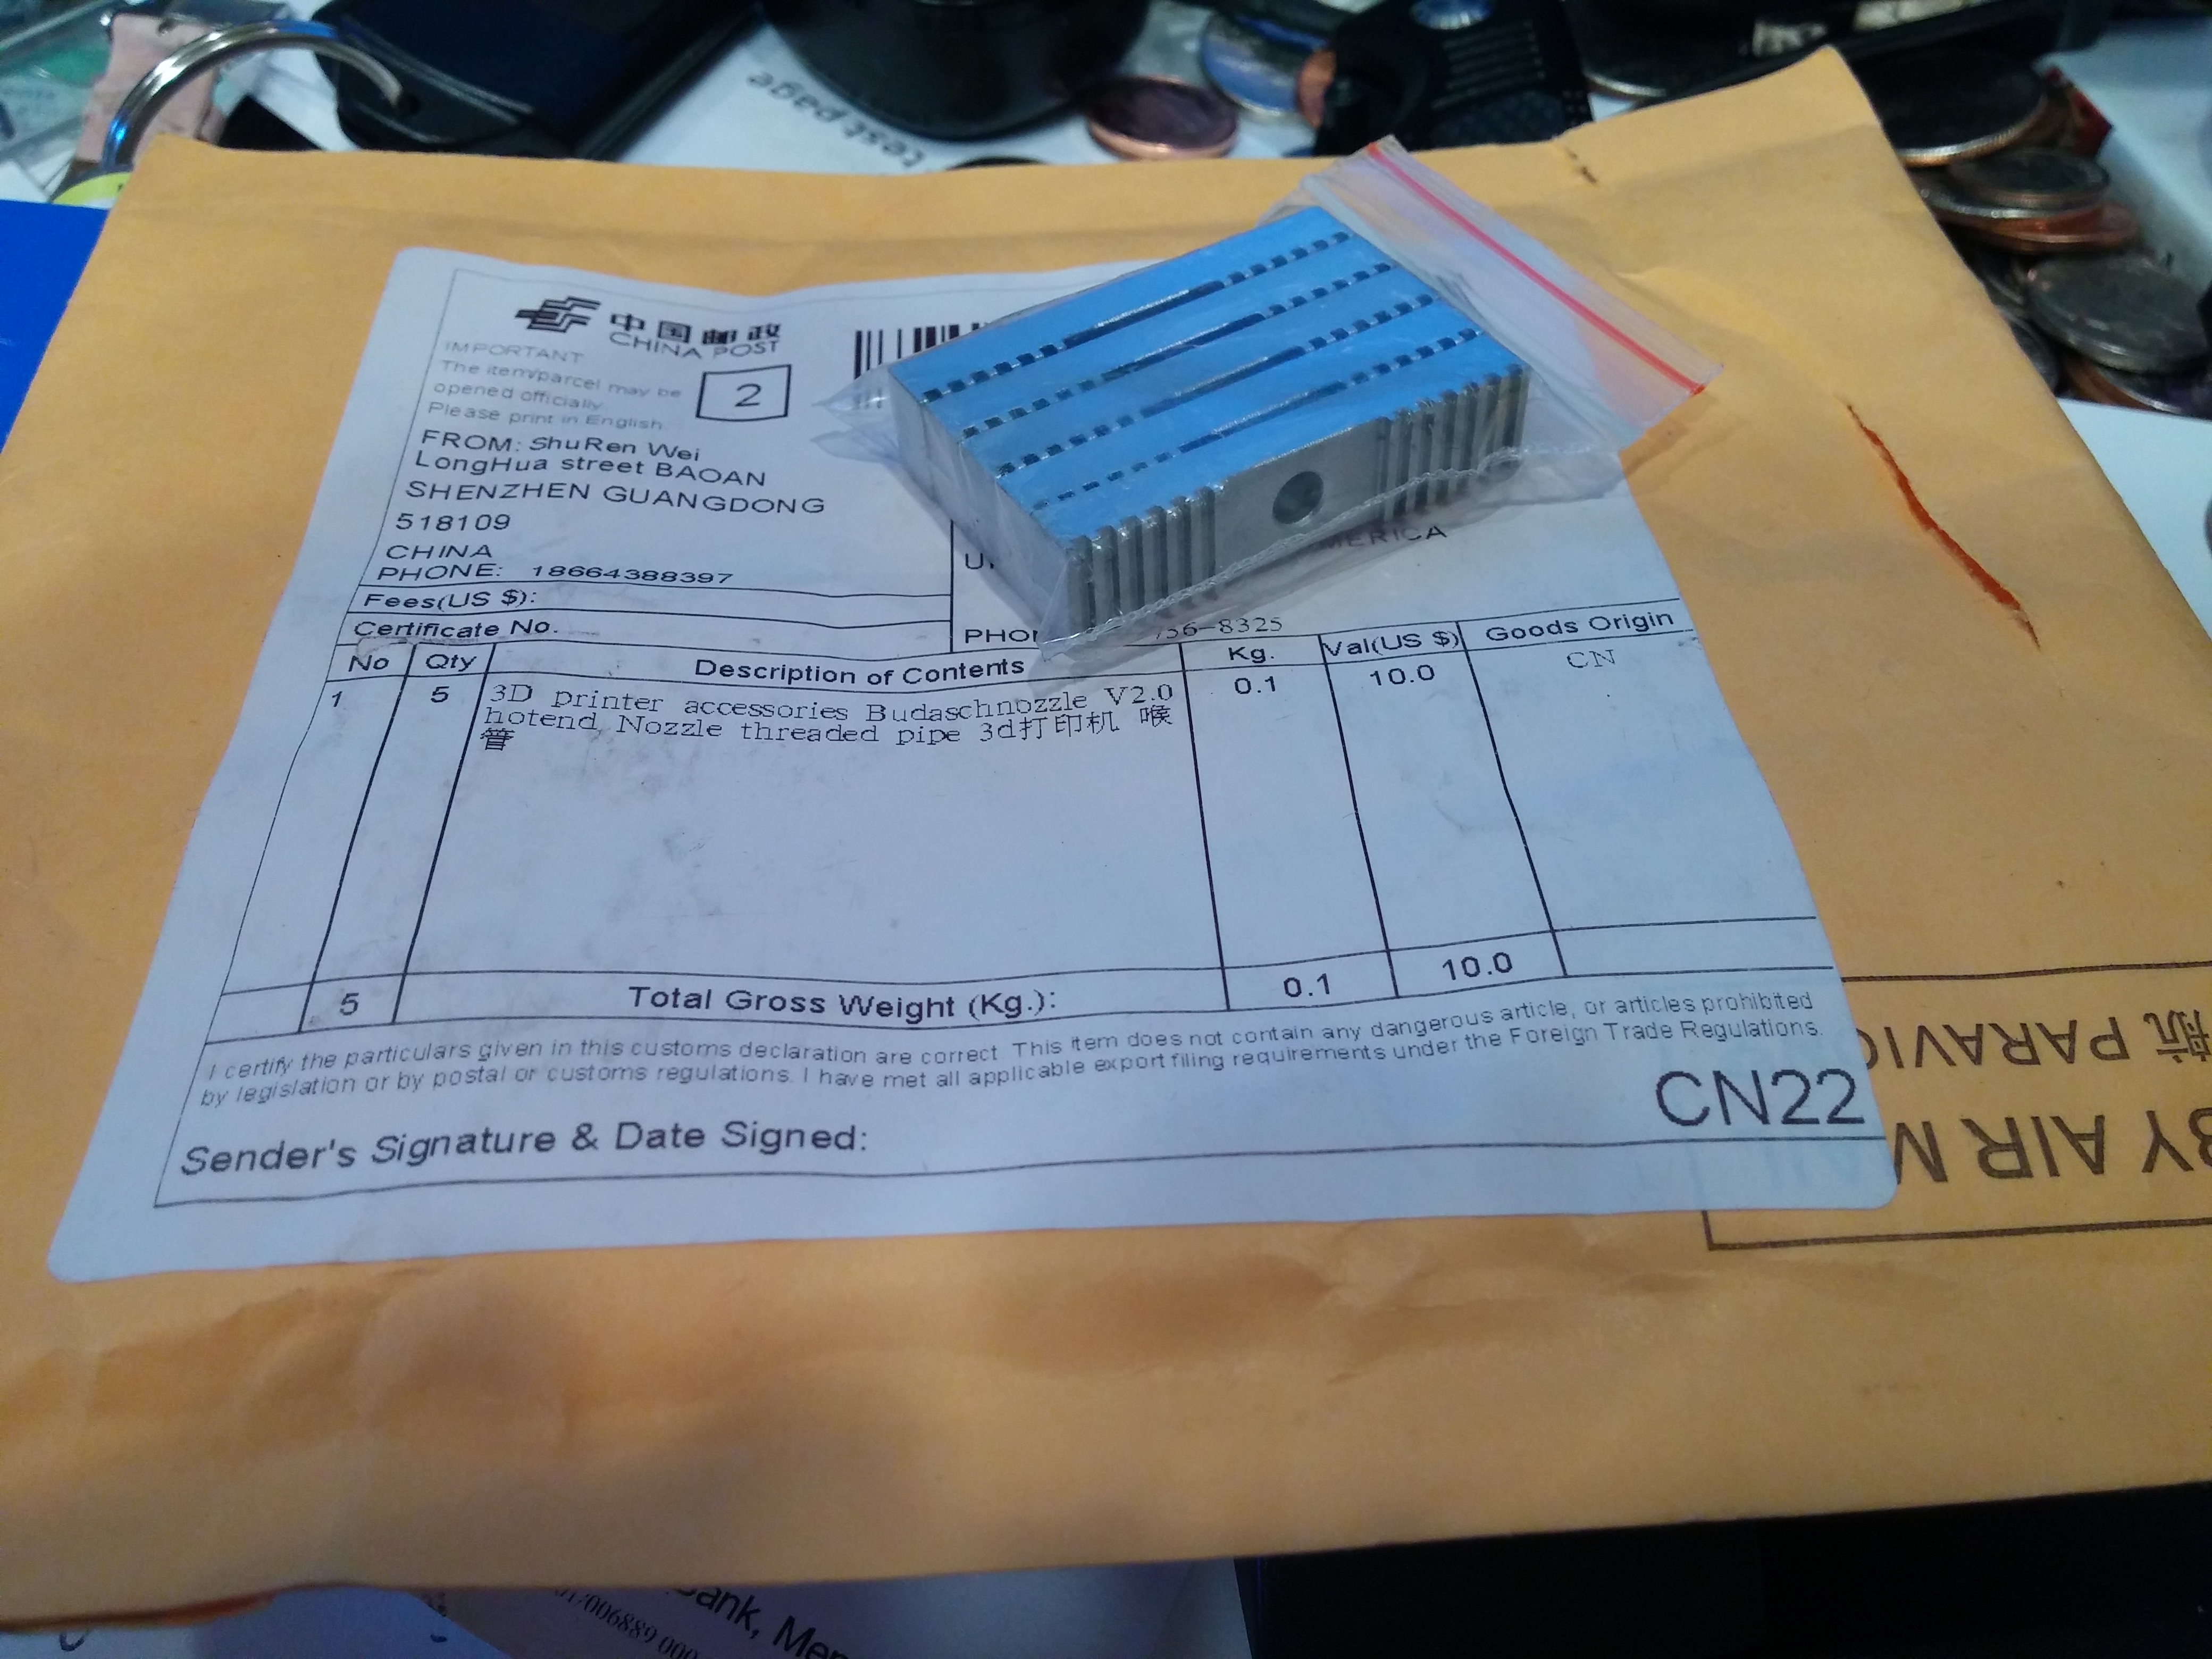 test page
中国邮政
CHINA POST
IMPORTANT
The item/parcel may be
opened officially.
Please print in English.
2
FROM: ShuRen Wei
LongHua street BAOAN
SHENZHEN GUANGDONG
518109
CHINA
PHONE: 18664388397
Fees(US $):
Certificate No.
-8325
No Qty Description of Contents Kg. Val(US $) Goods Origin
1 5 3D printer accessories Budaschnozzle V2.0 0.1 10.0 CN
hotend Nozzle threaded pipe 3d打印机 喉
管
5 Total Gross Weight (Kg.): 0.1 10.0
I certify the particulars given in this customs declaration are correct. This item does not contain any dangerous article, or articles prohibited
by legislation or by postal or customs regulations. I have met all applicable export filing requirements under the Foreign Trade Regulations.
Sender's Signature & Date Signed:
CN22
航 PARAVIO
BY AIR M
Bank, Mer